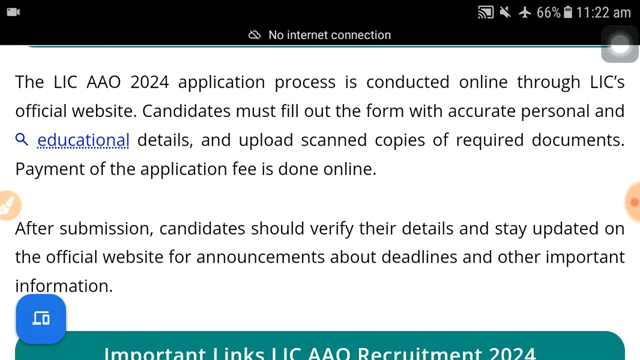 66% 11:22 am
No internet connection
The LIC AAO 2024 application process is conducted online through LIC’s
official website. Candidates must fill out the form with accurate personal and
educational details, and upload scanned copies of required documents.
Payment of the application fee is done online.
After submission, candidates should verify their details and stay updated on
the official website for announcements about deadlines and other important
information.
Important Links LIC AAO Recruitment 2024